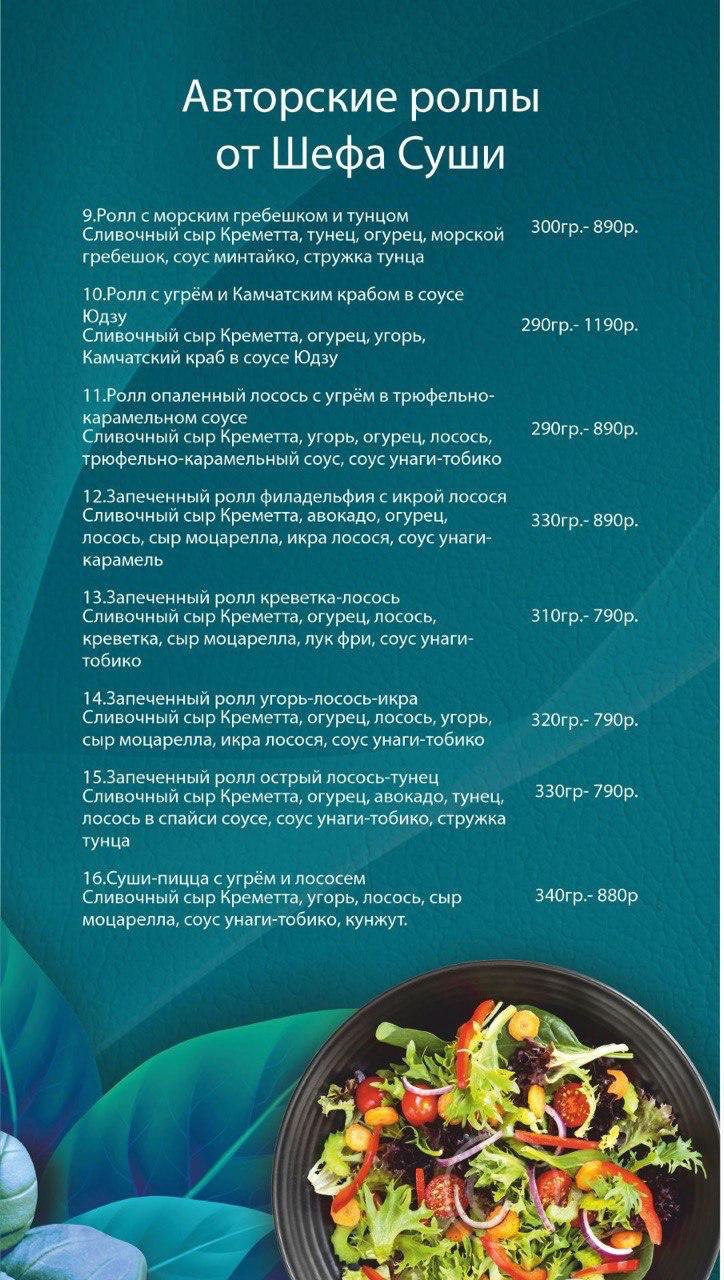 Авторские роллы
от Шефа Суши
9.Ролл с морским гребешком и тунцом
Сливочный сыр Креметта, тунец, огурец, морской
гребешок, соус минтайко, стружка тунца
300гр.- 890р.
10.Ролл с угрём и Камчатским крабом в соусе
Юдзу
Сливочный сыр Креметта, огурец, угорь,
Камчатский краб в соусе Юдзу
290гр.- 1190р.
11.Ролл опаленный лосось с угрём в трюфельно-
карамельном соусе
Сливочный сыр Креметта, угорь, огурец, лосось,
трюфельно-карамельный соус, соус унаги-тобико
290гр.- 890р.
12.Запеченный ролл филадельфия с икрой лосося
Сливочный сыр Креметта, авокадо, огурец,
лосось, сыр моцарелла, икра лосося, соус унаги-
карамель
330гр.- 890р.
13.Запеченный ролл креветка-лосось
Сливочный сыр Креметта, огурец, лосось,
креветка, сыр моцарелла, лук фри, соус унаги-
тобико
310гр.- 790р.
14.Запеченный ролл угорь-лосось-икра
Сливочный сыр Креметта, огурец, лосось, угорь,
сыр моцарелла, икра лосося, соус унаги-тобико
320гр.- 790р.
15.Запеченный ролл острый лосось-тунец
Сливочный сыр Креметта, огурец, авокадо, тунец,
лосось в спайси соусе, соус унаги-тобико, стружка
тунца
330гр- 790р.
16.Суши-пицца с угрём и лососем
Сливочный сыр Креметта, угорь, лосось, сыр
моцарелла, соус унаги-тобико, кунжут.
340гр.- 880р